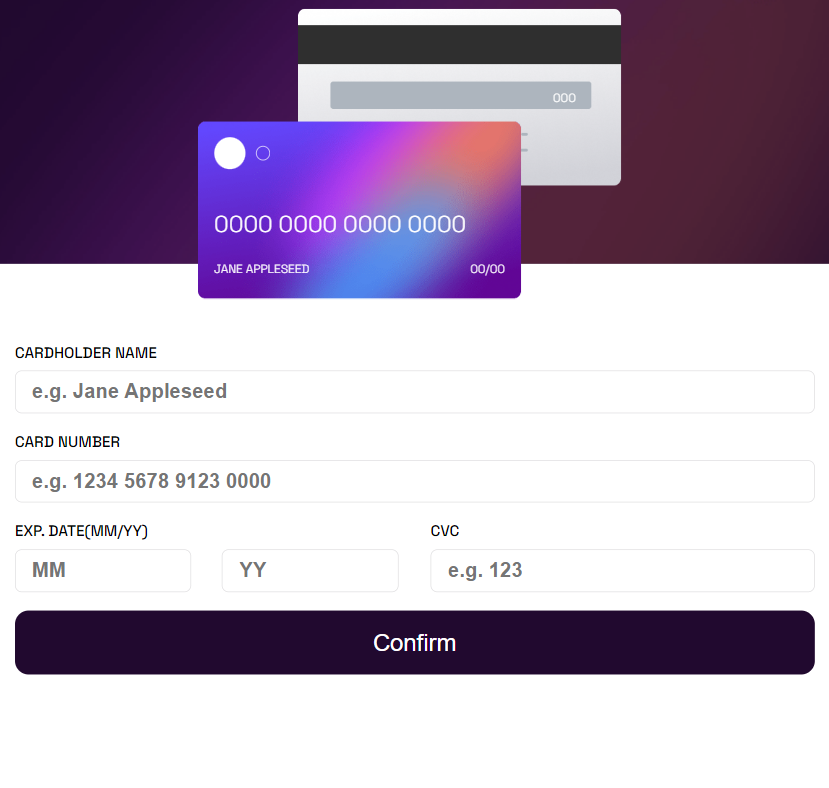 000
0000 0000 0000 0000
JANE APPLESEED 00/00
CARDHOLDER NAME
e.g. Jane Appleseed
CARD NUMBER
e.g. 1234 5678 9123 0000
EXP. DATE(MM/YY) CVC
MM YY e.g. 123
Confirm